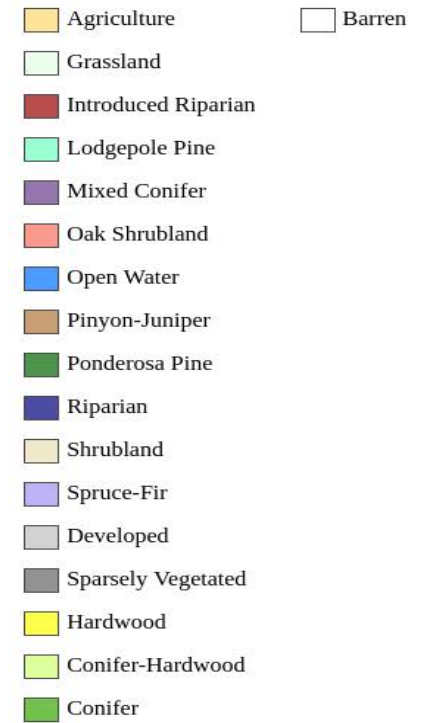 Agriculture
Barren
Grassland
Introduced Riparian
Lodgepole Pine
Mixed Conifer
Oak Shrubland
Open Water
Pinyon-Juniper
Ponderosa Pine
Riparian
Shrubland
Spruce-Fir
Developed
Sparsely Vegetated
Hardwood
Conifer-Hardwood
Conifer